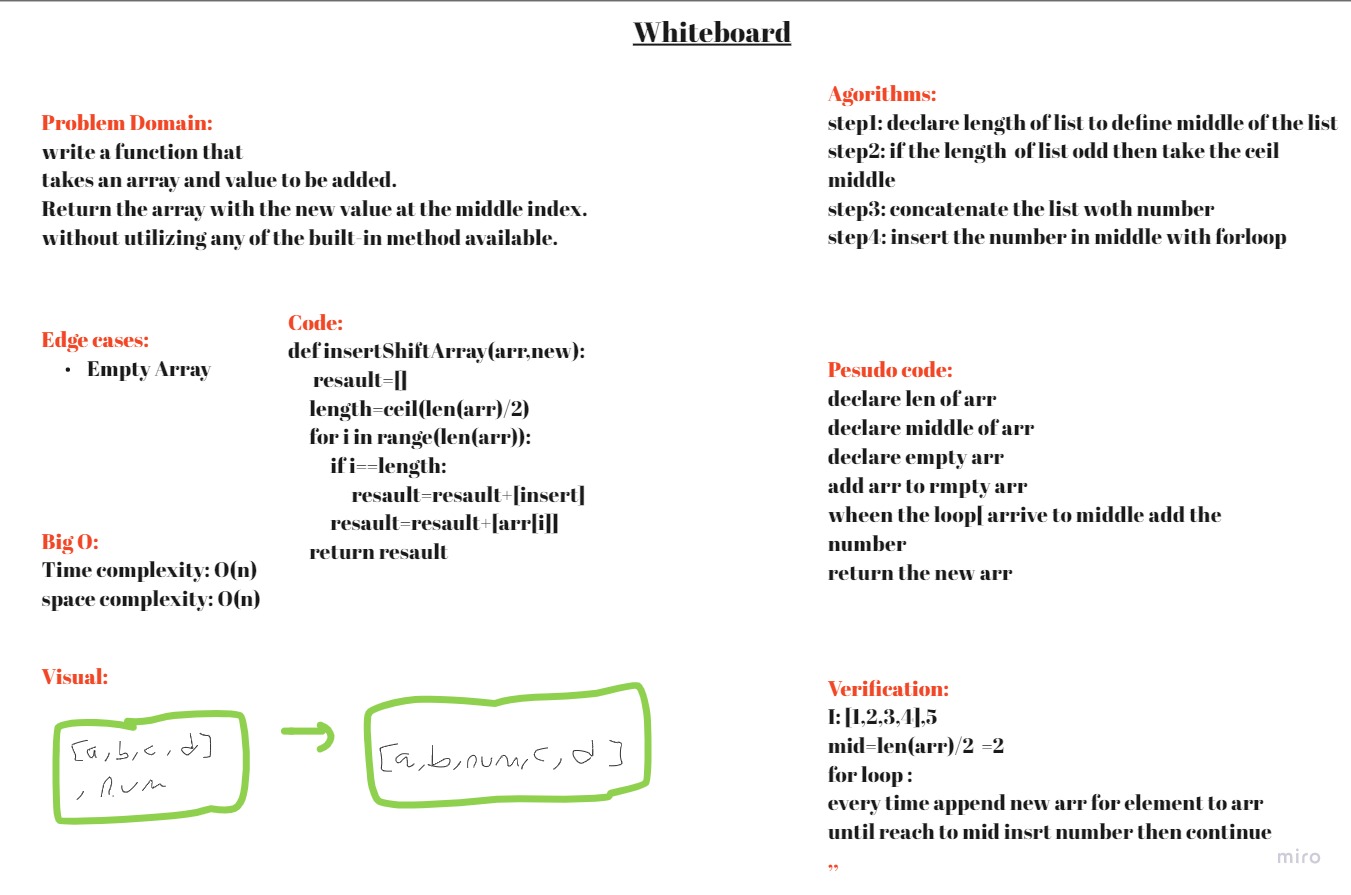 Whiteboard
Problem Domain:
write a function that
takes an array and value to be added.
Return the array with the new value at the middle index.
without utilizing any of the built-in method available.
Edge cases:
• Empty Array
Code:
def insertShiftArray(arr,new):
resault=[]
length=ceil(len(arr)/2)
for i in range(len(arr)):
if i==length:
resault=resault+[insert]
resault=resault+[arr[i]]
return resault
Big O:
Time complexity: O(n)
space complexity: O(n)
Visual:
[a,b,c,d]
, num
[a,b,num,c,d]
Agorithms:
step1: declare length of list to define middle of the list
step2: if the length of list odd then take the ceil
middle
step3: concatenate the list woth number
step4: insert the number in middle with forloop
Pesudo code:
declare len of arr
declare middle of arr
declare empty arr
add arr to rmpty arr
wheen the loop[ arrive to middle add the
number
return the new arr
Verification:
I: [1,2,3,4],5
mid=len(arr)/2 =2
for loop :
every time append new arr for element to arr
until reach to mid insrt number then continue
”
miro